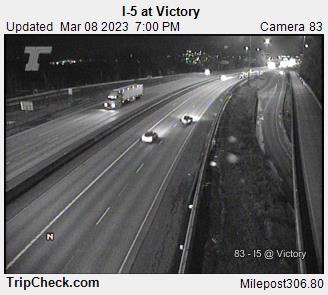 I-5 at Victory
Updated Mar 08 2023 7:00 PM Camera 83
T
N
83 - I5 @ Victory
TripCheck.com Milepost306.80